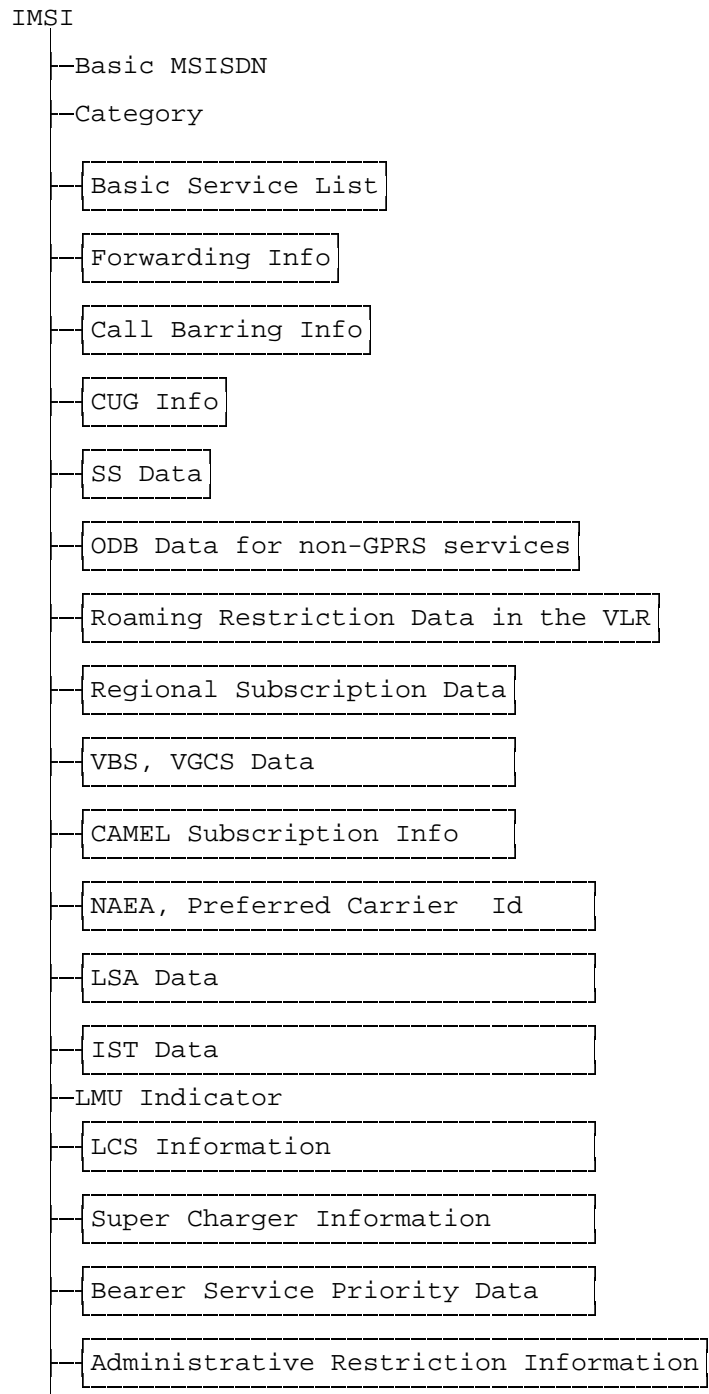 IMSI
Basic MSISDN
Category
Basic Service List
Forwarding Info
Call Barring Info
CUG Info
SS Data
ODB Data for non-GPRS services
Roaming Restriction Data in the VLR
Regional Subscription Data
VBS, VGCS Data
CAMEL Subscription Info
NAEA, Preferred Carrier  Id
LSA Data
IST Data
LMU Indicator
LCS Information
Super Charger Information
Bearer Service Priority Data
Administrative Restriction Information